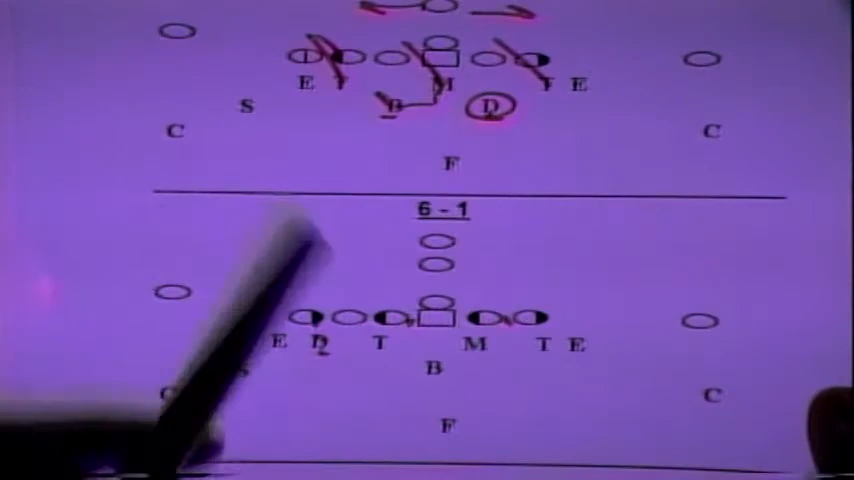 E T M T E
S B D
C C
F
6 - 1
E D T M T E
S B
C C
F